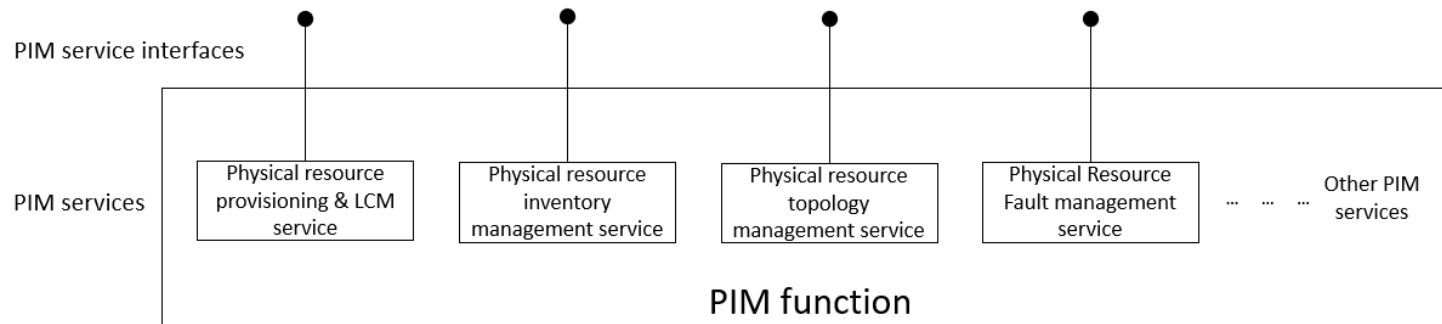 PIM service interfaces
PIM services
Physical resource
provisioning & LCM
service
Physical resource
inventory
management service
Physical resource
topology
management service
Physical Resource
Fault management
service
... ... ...
Other PIM
services
PIM function